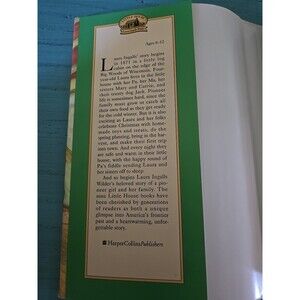 Ages 8-12
Laura Ingalls' story begins
in 1871 in a little log
cabin on the edge of the
Big Woods of Wisconsin. Four-
year-old Laura lives in the little
house with her Pa, her Ma, her
sisters Mary and Carrie, and
their trusty dog Jack. Pioneer
life is sometimes hard, since the
family must grow or catch all
their own food as they get ready
for the cold winter. But it is also
exciting as Laura and her folks
celebrate Christmas with home-
made toys and treats, do the
spring planting, bring in the har-
vest, and make their first trip
into town. And every night they
are safe and warm in their little
house, with the happy sound of
Pa's fiddle sending Laura and
her sisters off to sleep.
And so begins Laura Ingalls
Wilder's beloved story of a pio-
neer girl and her family. The
nine Little House books have
been cherished by generations
of readers as both a unique
glimpse into America's frontier
past and a heartwarming, unfor-
gettable story.
HarperCollinsPublishers